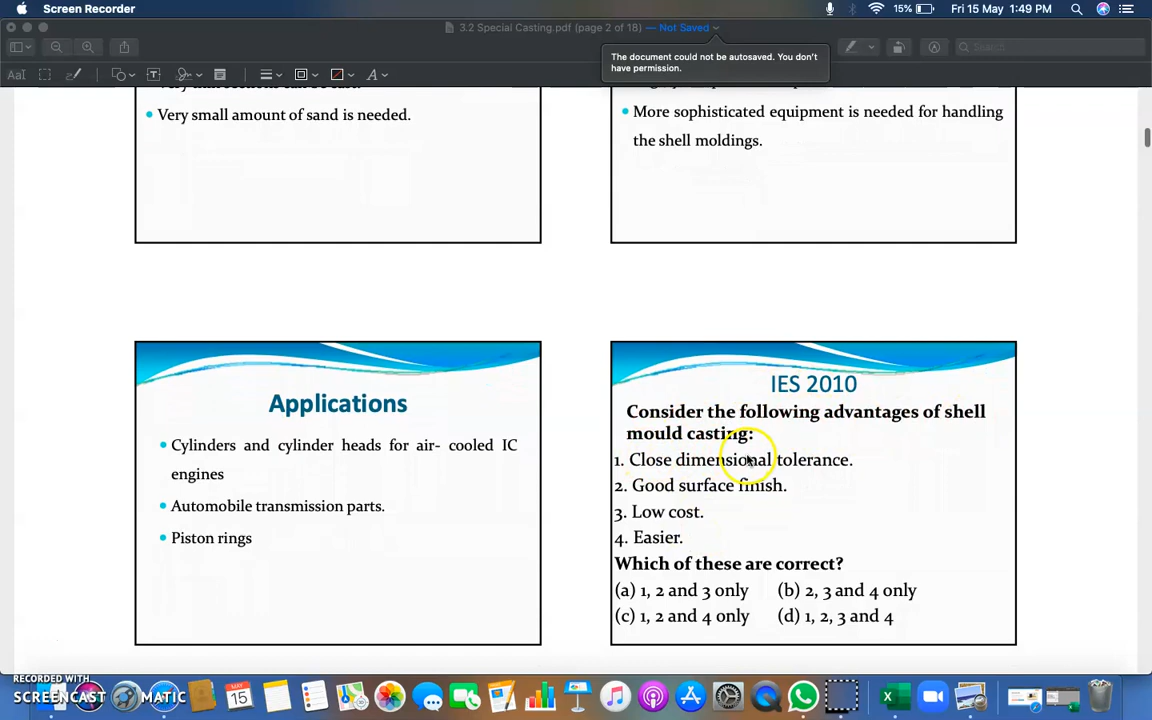 Screen Recorder
15%
Fri 15 May 1:49 PM
3.2 Special Casting.pdf (page 2 of 18) — Not Saved
Search
The document could not be autosaved. You don't
have permission.
Very small amount of sand is needed.
More sophisticated equipment is needed for handling
the shell moldings.
Applications
Cylinders and cylinder heads for air- cooled IC
engines
Automobile transmission parts.
Piston rings
IES 2010
Consider the following advantages of shell
mould casting:
1. Close dimensional tolerance.
2. Good surface finish.
3. Low cost.
4. Easier.
Which of these are correct?
(a) 1, 2 and 3 only (b) 2, 3 and 4 only
(c) 1, 2 and 4 only (d) 1, 2, 3 and 4
RECORDED WITH
SCREENCAST MATIC
MAY
15